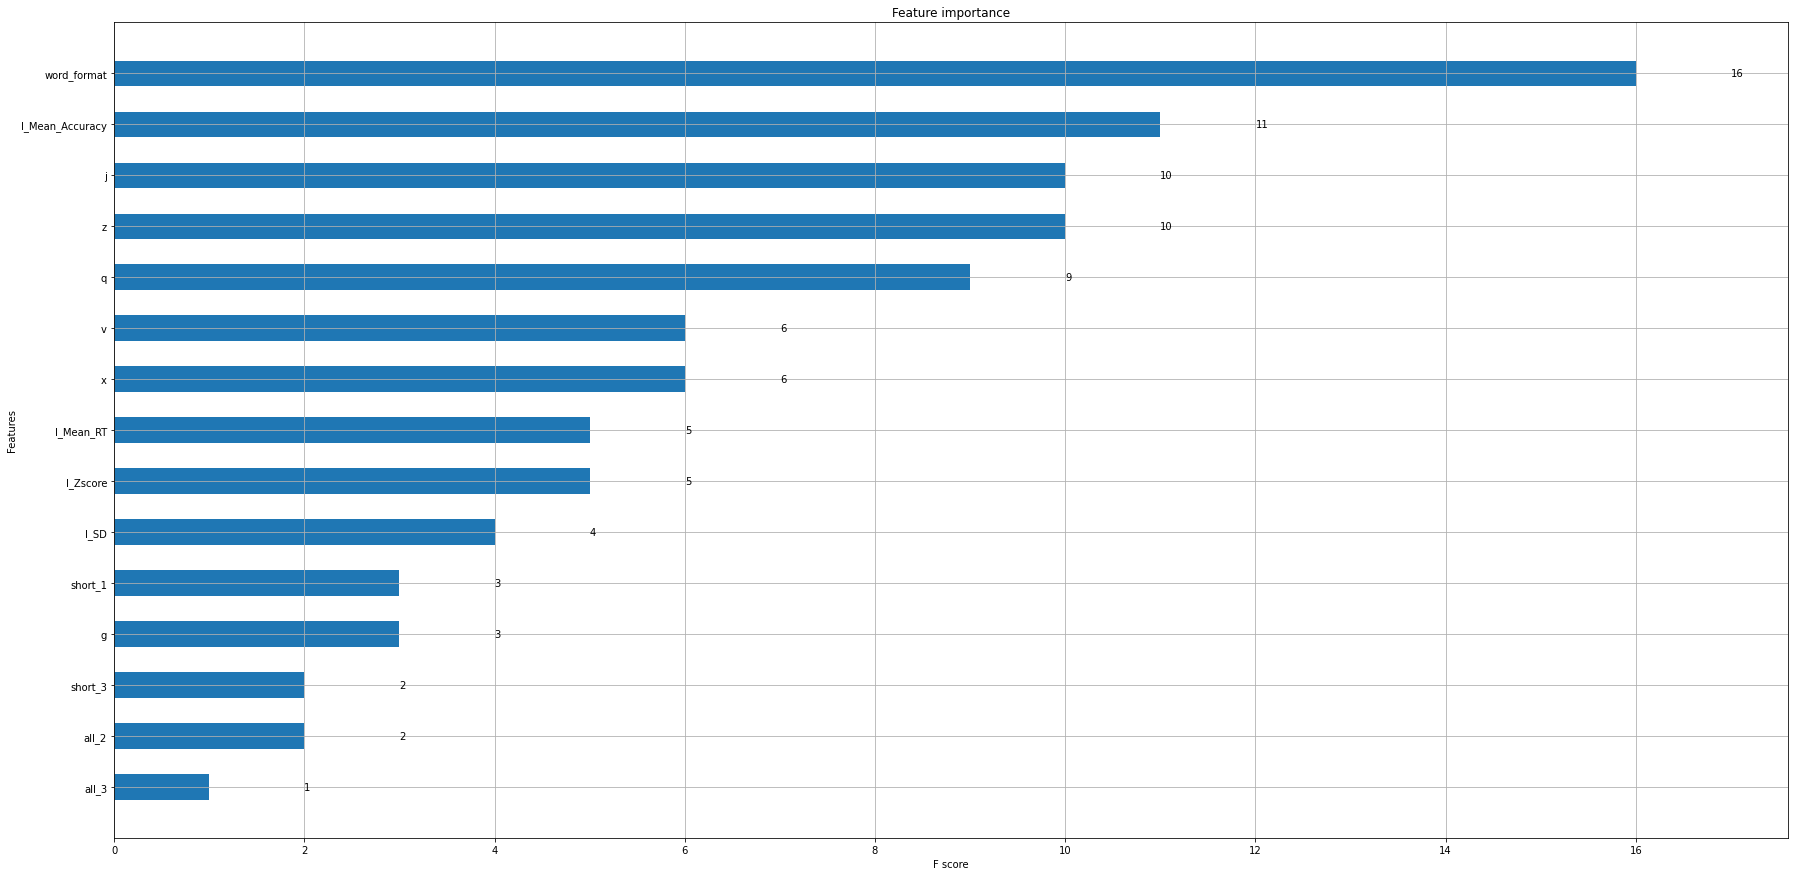 Feature importance
word_format 16
I_Mean_Accuracy 11
j 10
z 10
q 9
v 6
x 6
I_Mean_RT 5
I_Zscore 5
I_SD 4
short_1 3
g 3
short_3 2
all_2 2
all_3 1
0 2 4 6 8 10 12 14 16
F score
Features